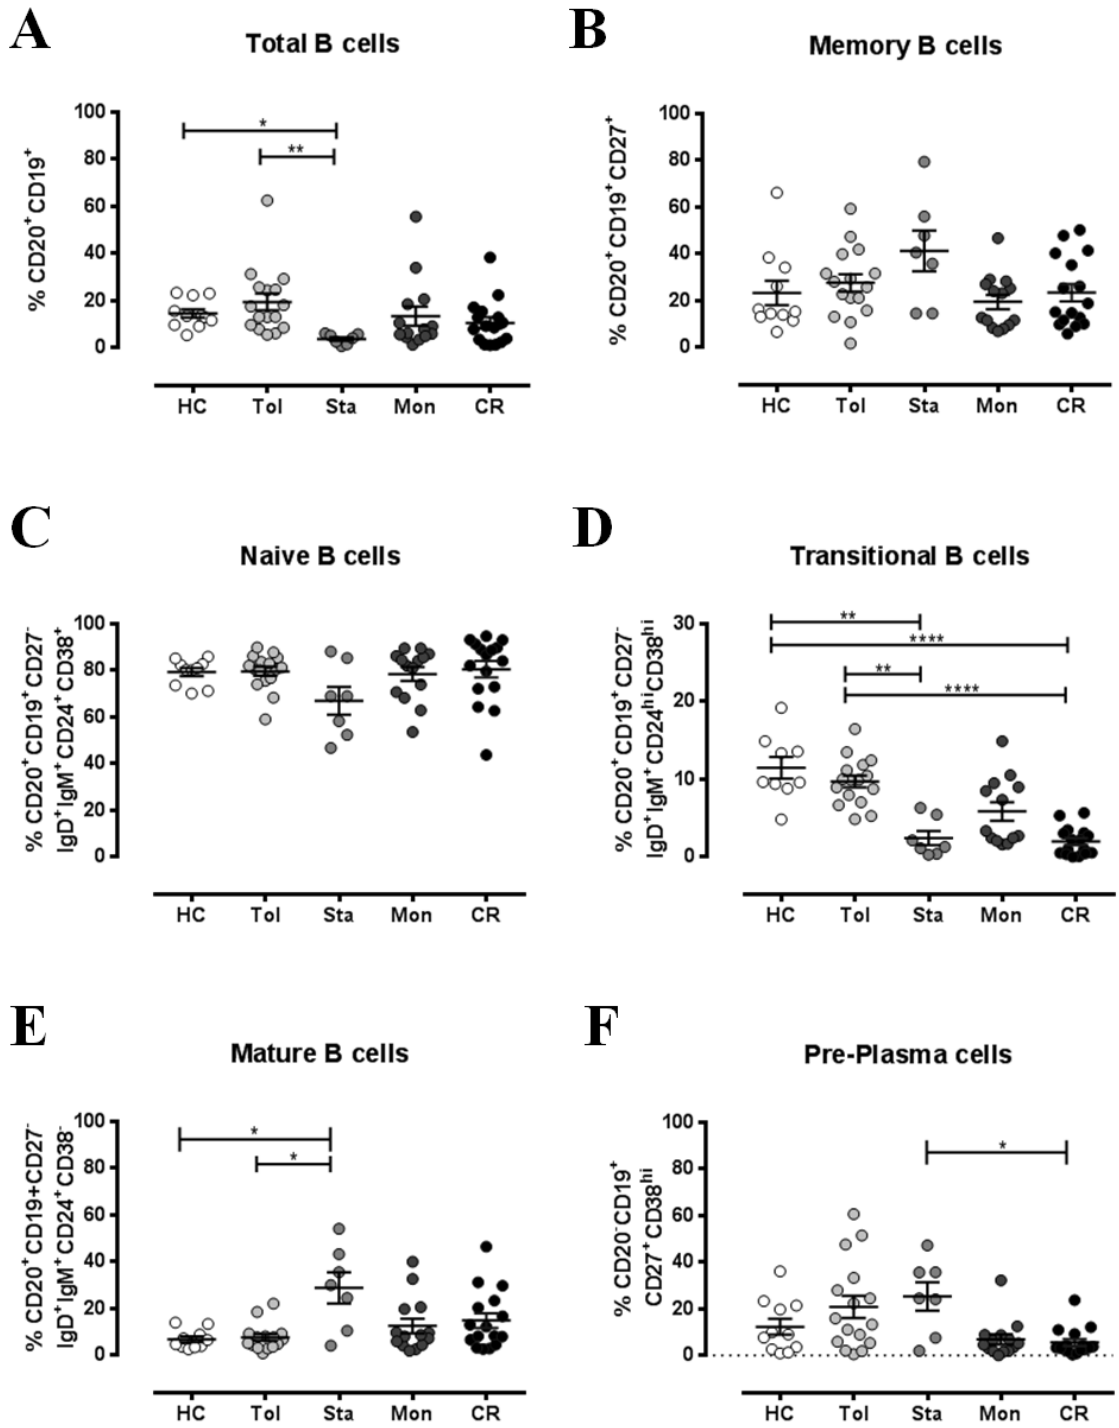 A
Total B cells
% CD20⁺CD19⁺
100
80
60
40
20
0
*
**
HC Tol Sta Mon CR
B
Memory B cells
% CD20⁺CD19⁺CD27⁺
100
80
60
40
20
0
HC Tol Sta Mon CR
C
Naive B cells
% CD20⁺CD19⁺CD27⁻
IgD⁺IgM⁺CD24⁺CD38⁺
100
80
60
40
20
0
HC Tol Sta Mon CR
D
Transitional B cells
% CD20⁺CD19⁺CD27⁻
IgD⁺IgM⁺CD24ʰⁱCD38ʰⁱ
30
20
10
0
**
****
**
****
HC Tol Sta Mon CR
E
Mature B cells
% CD20⁺CD19+CD27⁻
IgD⁺IgM⁺CD24⁺CD38⁻
100
80
60
40
20
0
*
*
HC Tol Sta Mon CR
F
Pre-Plasma cells
% CD20⁻CD19⁺
CD27⁺CD38ʰⁱ
100
80
60
40
20
0
*
HC Tol Sta Mon CR